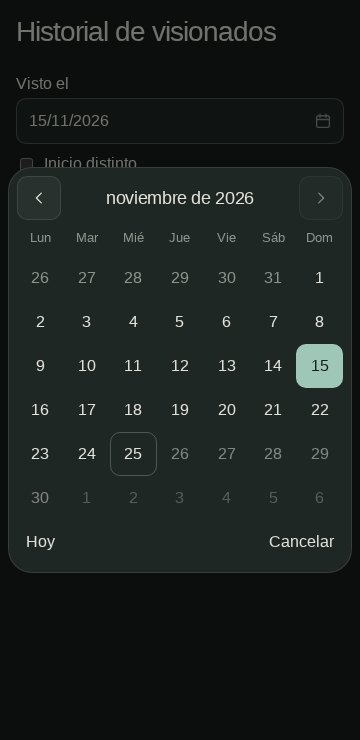 Historial de visionados
Visto el
15/11/2026
Inicio distinto
noviembre de 2026
Lun Mar Mié Jue Vie Sáb Dom
26 27 28 29 30 31 1
2 3 4 5 6 7 8
9 10 11 12 13 14 15
16 17 18 19 20 21 22
23 24 25 26 27 28 29
30 1 2 3 4 5 6
Hoy Cancelar